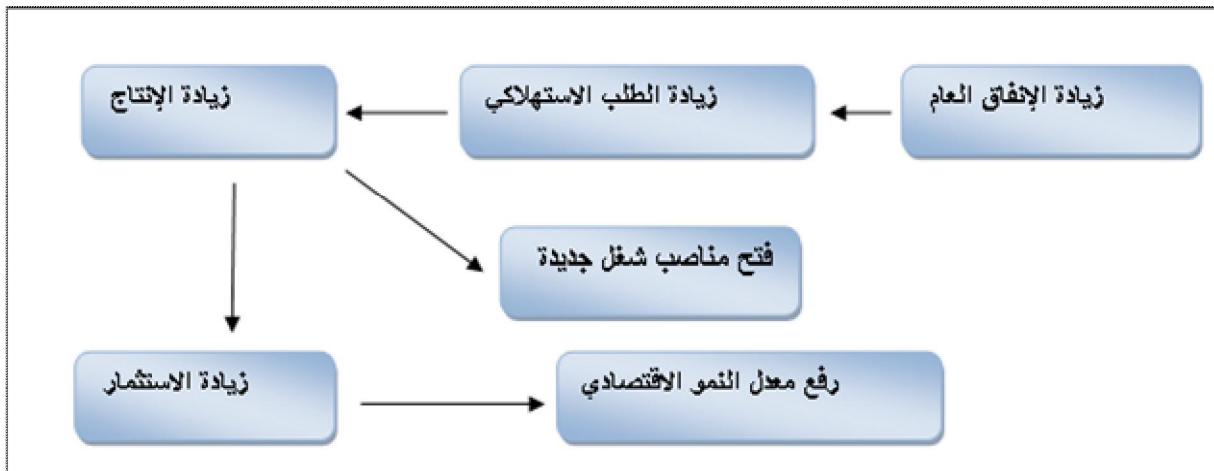 زيادة الإنفاق العام
زيادة الطلب الاستهلاكي
زيادة الإنتاج
فتح مناصب شغل جديدة
زيادة الاستثمار
رفع معدل النمو الاقتصادي